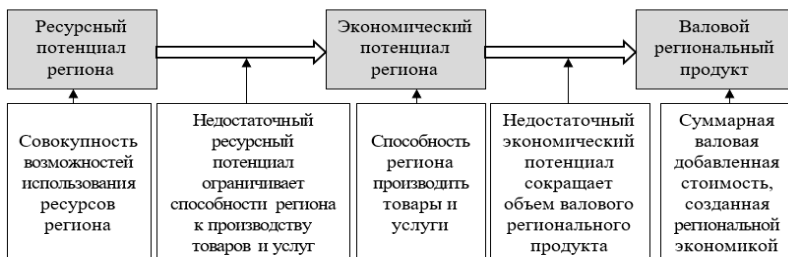 Ресурсный
потенциал
региона
Экономический
потенциал
региона
Валовой
региональный
продукт
Совокупность
возможностей
использования
ресурсов
региона
Недостаточный
ресурсный
потенциал
ограничивает
способности региона
к производству
товаров и услуг
Способность
региона
производить
товары и
услуги
Недостаточный
экономический
потенциал
сокращает
объем валового
регионального
продукта
Суммарная
валовая
добавленная
стоимость,
созданная
региональной
экономикой